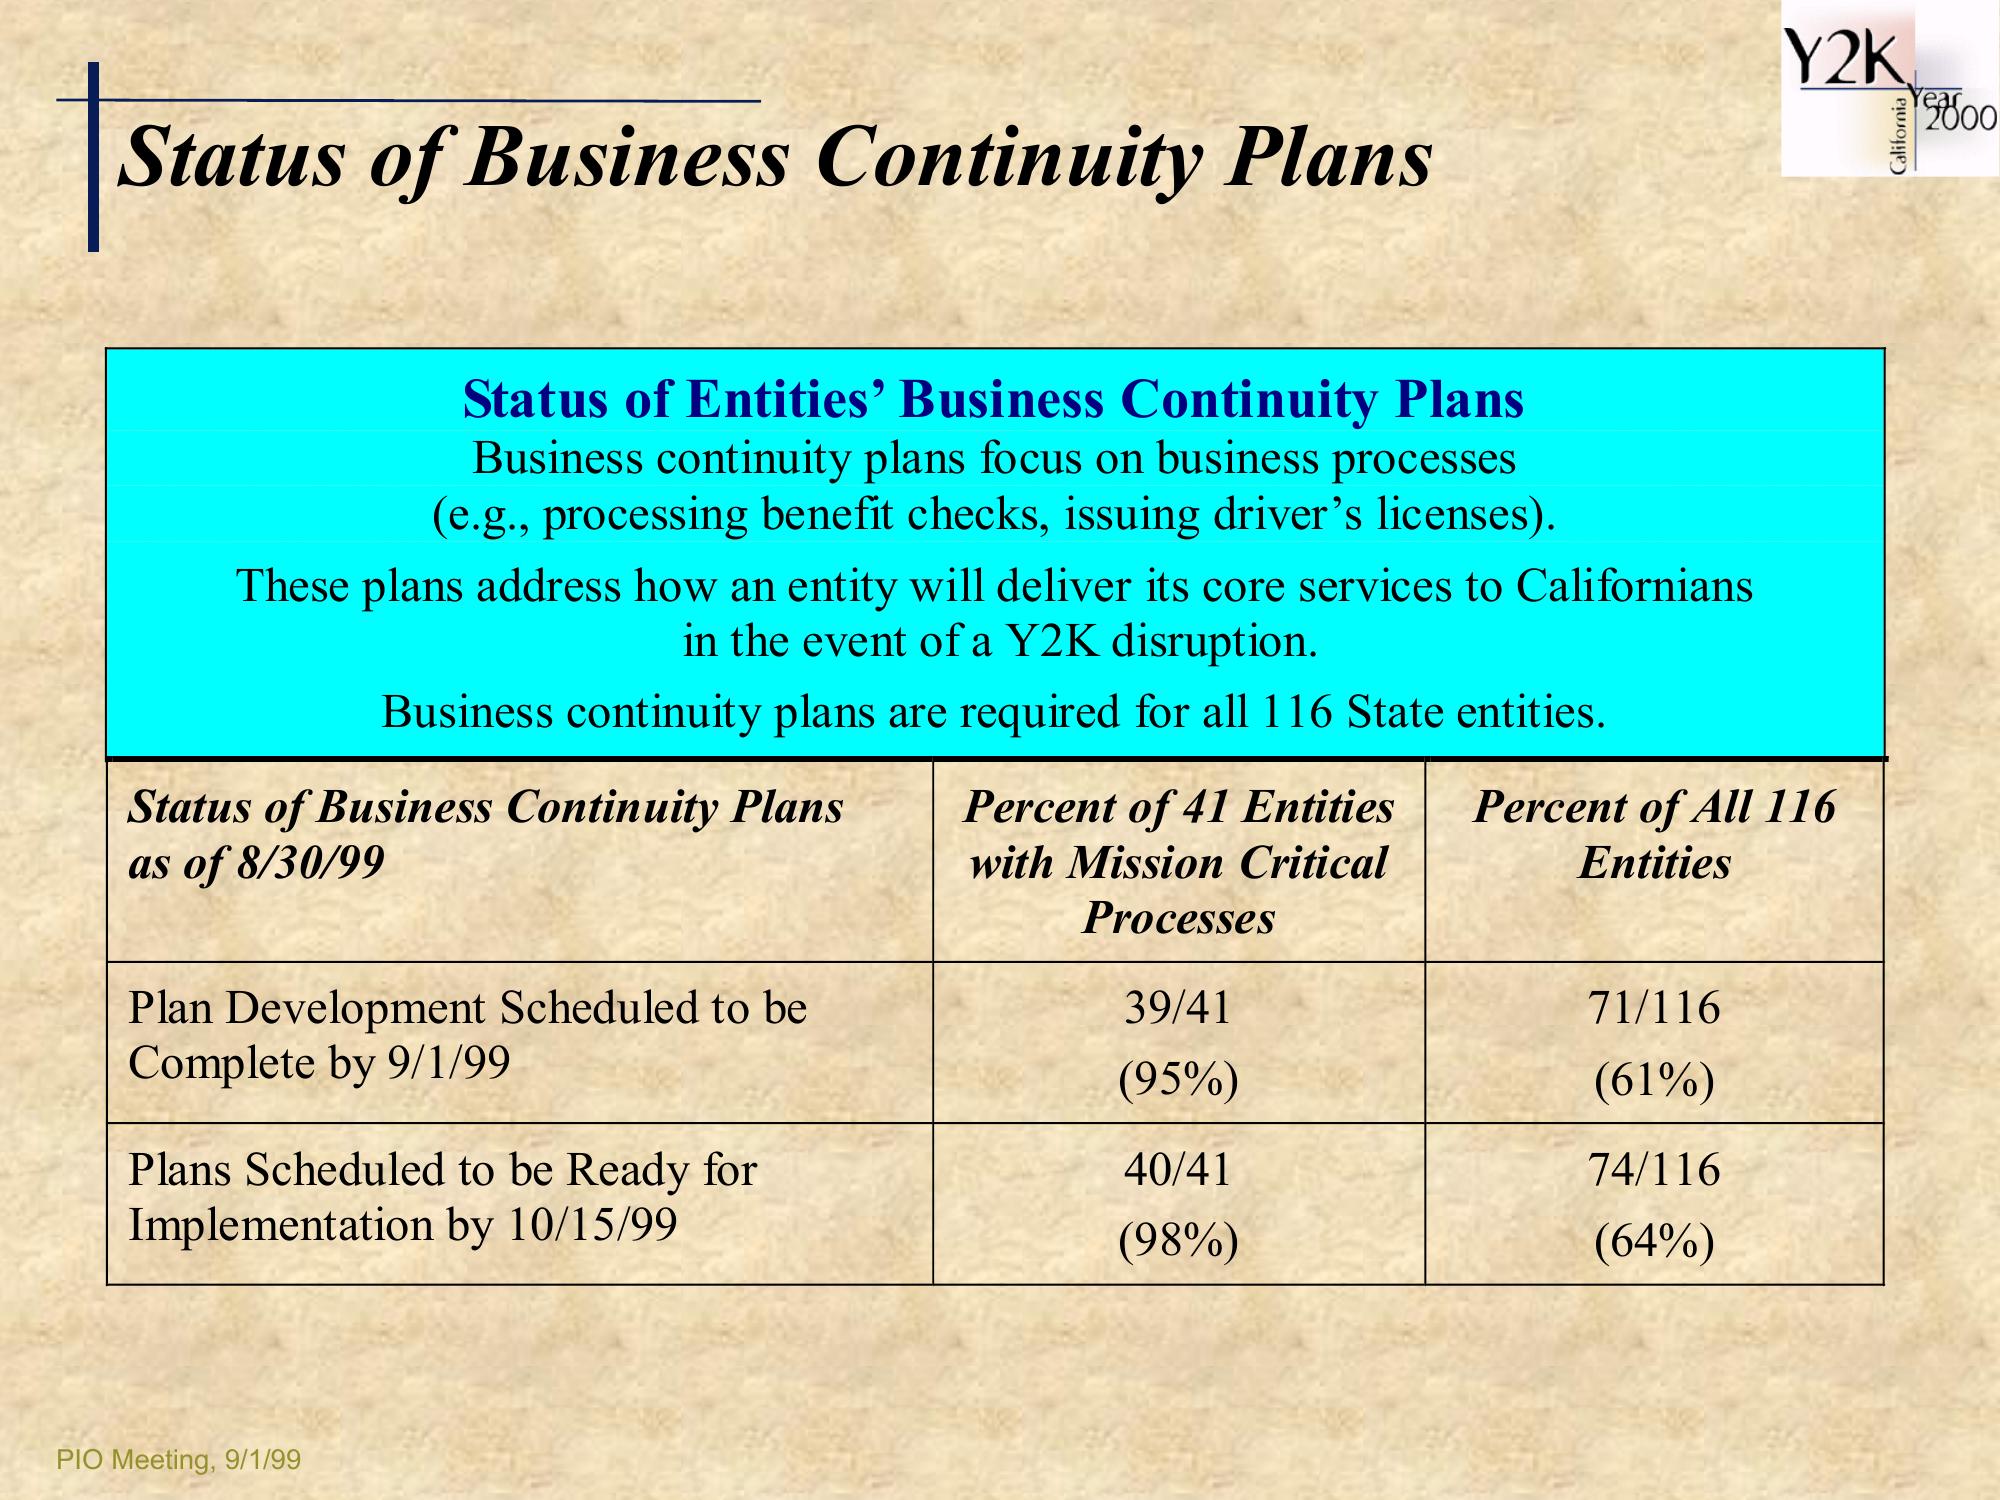 Y2K
Year
2000
California
Status of Business Continuity Plans
Status of Entities’ Business Continuity Plans
Business continuity plans focus on business processes
(e.g., processing benefit checks, issuing driver’s licenses).
These plans address how an entity will deliver its core services to Californians
in the event of a Y2K disruption.
Business continuity plans are required for all 116 State entities.
Status of Business Continuity Plans
as of 8/30/99
Percent of 41 Entities
with Mission Critical
Processes
Percent of All 116
Entities
Plan Development Scheduled to be
Complete by 9/1/99
39/41
(95%)
71/116
(61%)
Plans Scheduled to be Ready for
Implementation by 10/15/99
40/41
(98%)
74/116
(64%)
PIO Meeting, 9/1/99